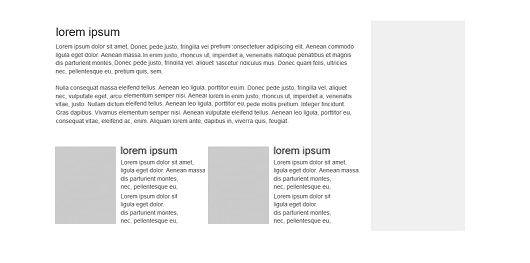 lorem ipsum
Lorem ipsum dolor sit amet, Donec pede justo, fringilla vel pretium consectetuer adipiscing elit. Aenean commodo
ligula eget dolor. Aenean massa.In enim justo, rhoncus ut, imperdiet a, venenatis natoque penatibus et magnis
dis parturient montes, Donec pede justo, fringilla vel, aliquet nascetur ridiculus mus. Donec quam felis, ultricies
nec, pellentesque eu, pretium quis, sem.
Nulla consequat massa eleifend tellus. Aenean leo ligula, porttitor eu.im. Donec pede justo, fringilla vel, aliquet
nec, vulputate eget, arcu elementum semper nisi. Aenean lorem In enim justo, rhoncus ut, imperdiet a, venenatis
vitae, justo. Nullam dictum eleifend tellus. Aenean leo ligula, porttitor eu, pede mollis pretium. Integer tincidunt.
Cras dapibus. Vivamus elementum semper nisi. Aenean vulputate eleifend tellus. Aenean leo ligula, porttitor eu,
consequat vitae, eleifend ac, enim. Aliquam lorem ante, dapibus in, viverra quis, feugiat.
lorem ipsum
Lorem ipsum dolor sit amet,
ligula eget dolor. Aenean massa
dis parturient montes,
nec, pellentesque eu,
Lorem ipsum dolor sit
ligula eget dolor.
dis parturient montes,
nec, pellentesque eu,
lorem ipsum
Lorem ipsum dolor sit amet,
ligula eget dolor. Aenean massa
dis parturient montes,
nec, pellentesque eu,
Lorem ipsum dolor sit
ligula eget dolor.
dis parturient montes,
nec, pellentesque eu,